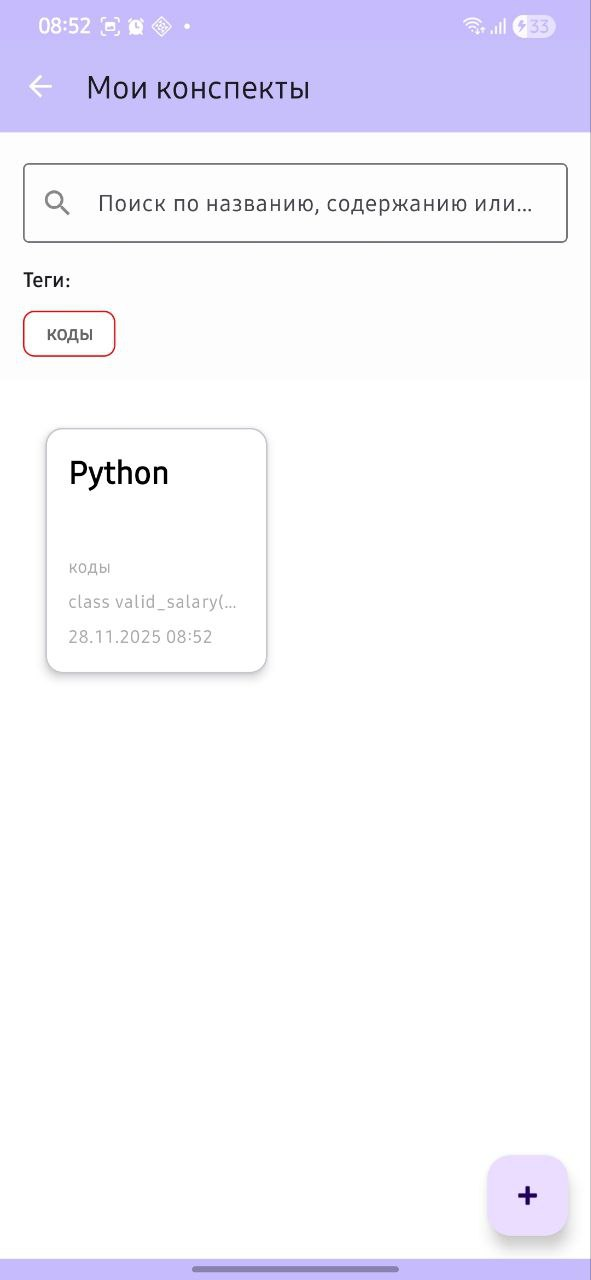 08:52 33
Мои конспекты
Поиск по названию, содержанию или...
Теги:
коды
Python
коды
class valid_salary(...
28.11.2025 08:52
+